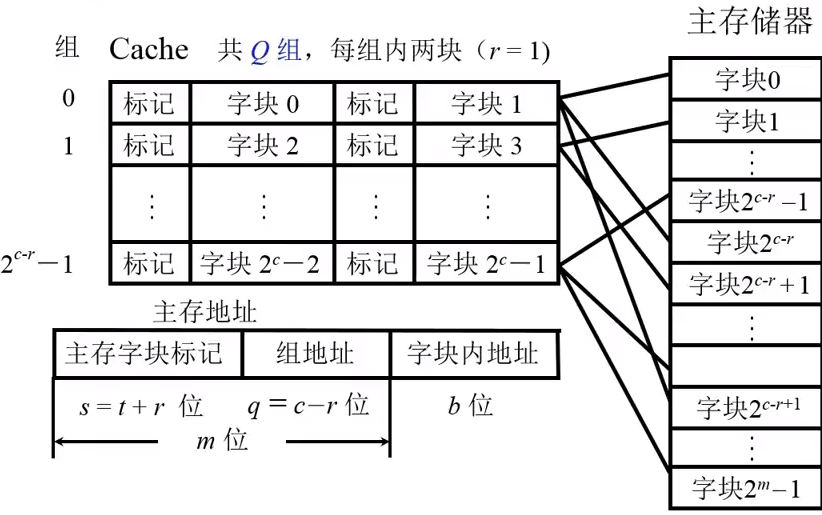 主存储器
组 Cache 共 Q 组，每组内两块（r = 1)
0 标记 字块 0 标记 字块 1
1 标记 字块 2 标记 字块 3
⋮ ⋮ ⋮ ⋮
2^c-r－1 标记 字块 2^c－2 标记 字块 2^c－1
字块0
字块1
⋮
字块2^c-r –1
字块2^c-r
字块2^c-r + 1
⋮
字块2^c-r+1
⋮
字块2^m–1
主存地址
主存字块标记 组地址 字块内地址
s = t + r 位 q = c–r 位 b 位
m 位